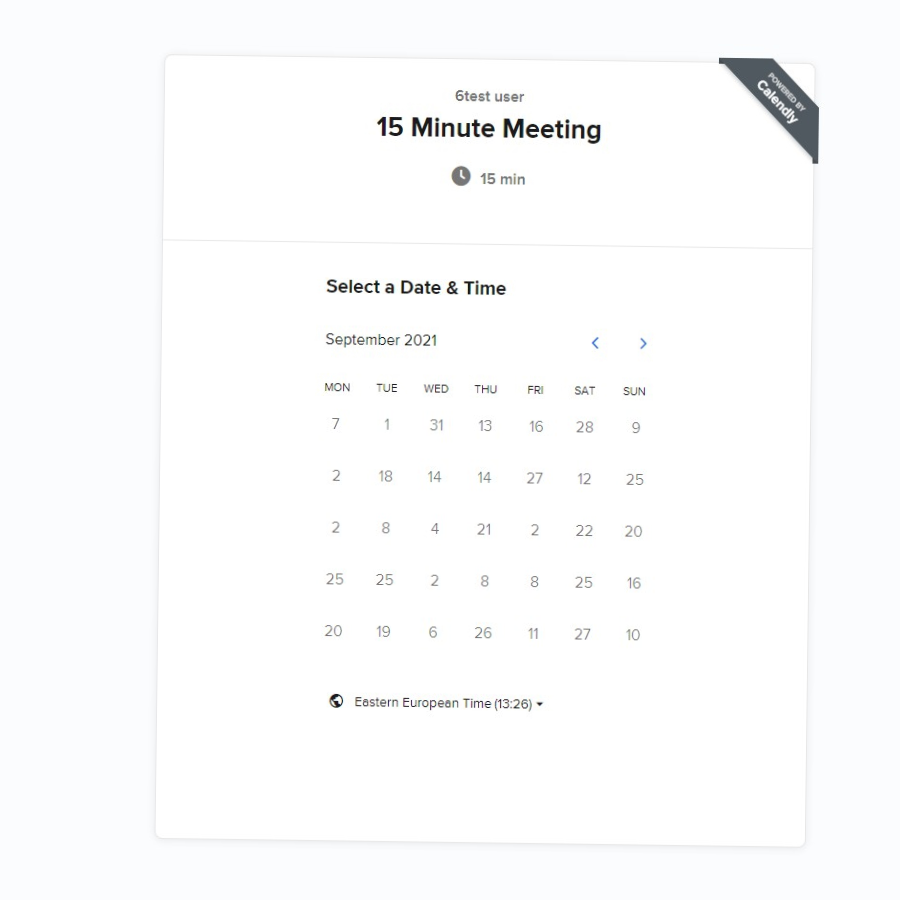 POWERED BY
Calendly
6test user
15 Minute Meeting
15 min
Select a Date & Time
September 2021
MON TUE WED THU FRI SAT SUN
7 1 31 13 16 28 9
2 18 14 14 27 12 25
2 8 4 21 2 22 20
25 25 2 8 8 25 16
20 19 6 26 11 27 10
Eastern European Time (13:26)